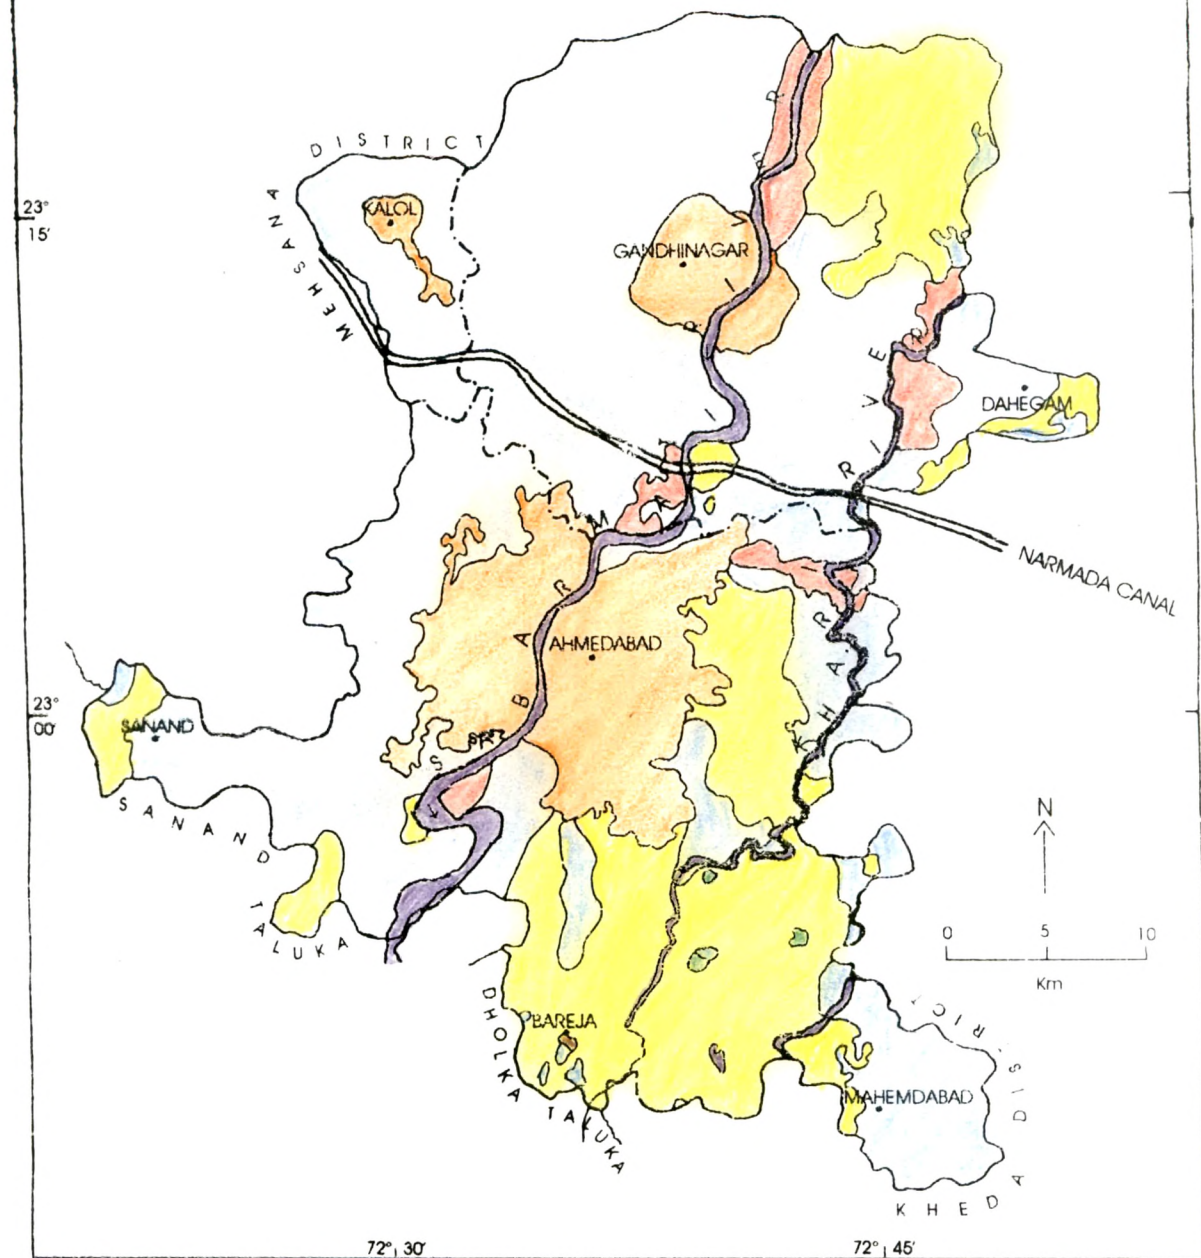 DISTRICT
MEHSANA
KALOL
23°
15'
GANDHINAGAR
SABARMATI RIVER
KHARI RIVER
DAHEGAM
NARMADA CANAL
AHMEDABAD
23°
00'
SANAND
SANAND TALUKA
N
0 5 10
Km
DHOLKA TALUKA
BAREJA
MAHEMDABAD
KHEDA DISTRICT
72° 30'
72° 45'